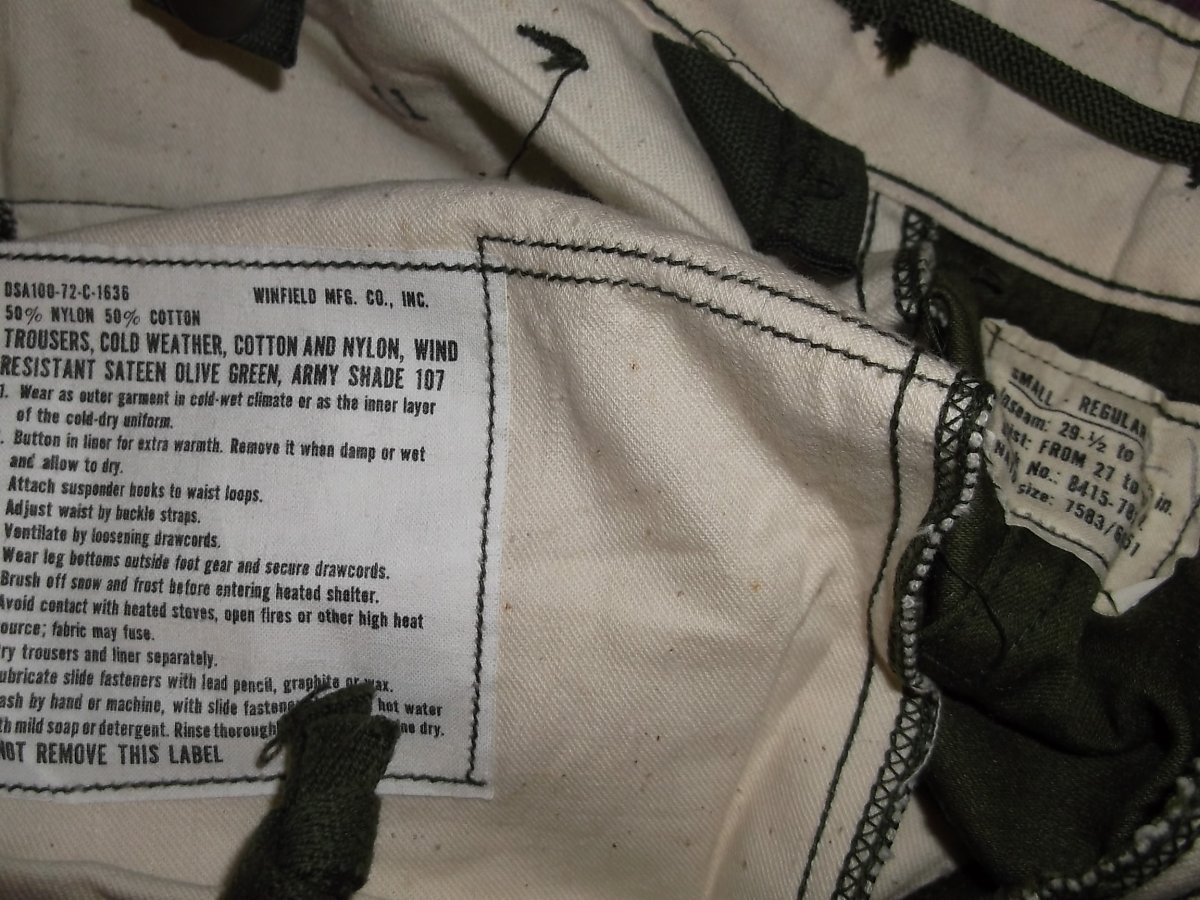 DSA100-72-C-1636 WINFIELD MFG. CO., INC.
50% NYLON 50% COTTON
TROUSERS, COLD WEATHER, COTTON AND NYLON, WIND
RESISTANT SATEEN OLIVE GREEN, ARMY SHADE 107
1. Wear as outer garment in cold-wet climate or as the inner layer
of the cold-dry uniform.
. Button in liner for extra warmth. Remove it when damp or wet
and allow to dry.
Attach suspender hooks to waist loops.
Adjust waist by buckle straps.
Ventilate by loosening drawcords.
Wear leg bottoms outside foot gear and secure drawcords.
Brush off snow and frost before entering heated shelter.
Avoid contact with heated stoves, open fires or other high heat
ource; fabric may fuse.
ry trousers and liner separately.
ubricate slide fasteners with lead pencil, graphite or wax.
ash by hand or machine, with slide hot water
th mild soap or detergent. Rinse dry.
NOT REMOVE THIS LABEL
SMALL - REGULAR
29-½ to
FROM 27 to in.
No.: 8415-78
size: 7583/